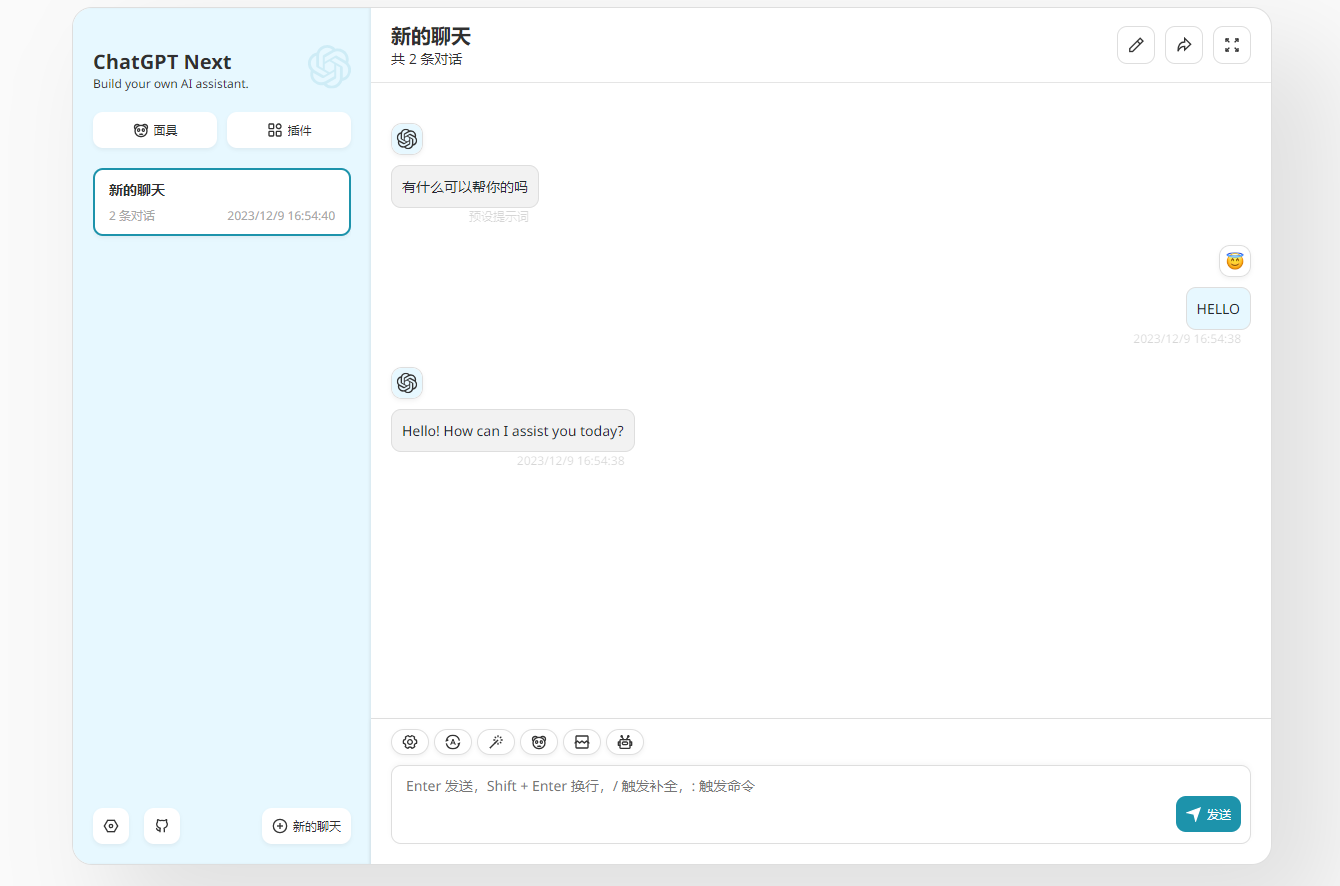 ChatGPT Next
Build your own AI assistant.
面具
插件
新的聊天
2 条对话
2023/12/9 16:54:40
新的聊天
新的聊天
共 2 条对话
有什么可以帮你的吗
预设提示词
HELLO
2023/12/9 16:54:38
Hello! How can I assist you today?
2023/12/9 16:54:38
Enter 发送，Shift + Enter 换行，/ 触发补全，: 触发命令
发送